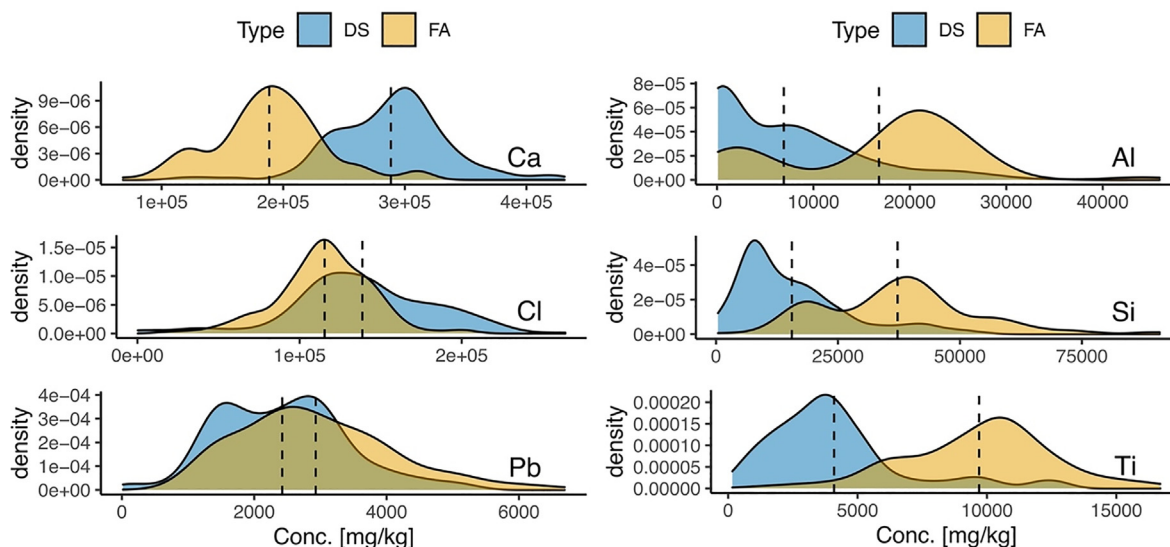 Type DS FA
density
9e−06
6e−06
3e−06
0e+00
Ca
1e+05 2e+05 3e+05 4e+05
density
1.5e−05
1.0e−05
5.0e−06
0.0e+00
Cl
0e+00 1e+05 2e+05
density
4e−04
3e−04
2e−04
1e−04
0e+00
Pb
0 2000 4000 6000
Conc. [mg/kg]
Type DS FA
density
8e−05
6e−05
4e−05
2e−05
0e+00
Al
0 10000 20000 30000 40000
density
4e−05
2e−05
0e+00
Si
0 25000 50000 75000
density
0.00020
0.00015
0.00010
0.00005
0.00000
Ti
0 5000 10000 15000
Conc. [mg/kg]